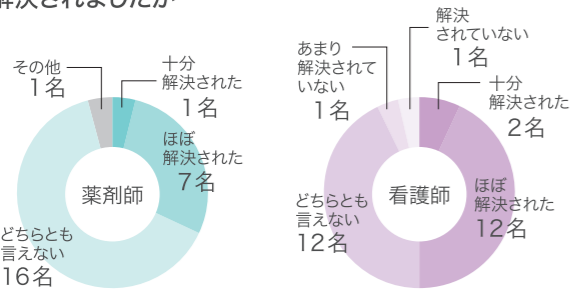 解決されましたか
その他
1名
十分
解決された
1名
ほぼ
解決された
7名
薬剤師
どちらとも
言えない
16名
解決
されていない
1名
あまり
解決されて
いない
1名
十分
解決された
2名
ほぼ
解決された
12名
看護師
どちらとも
言えない
12名